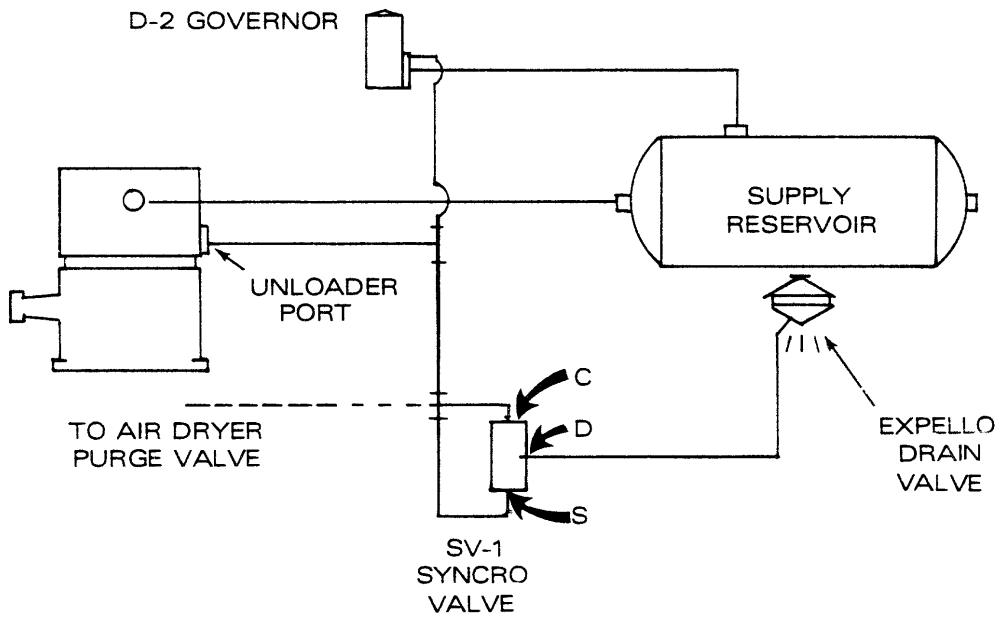 D-2 GOVERNOR
SUPPLY
RESERVOIR
UNLOADER
PORT
C
TO AIR DRYER
PURGE VALVE
D
EXPELLO
DRAIN
VALVE
S
SV-1
SYNCRO
VALVE